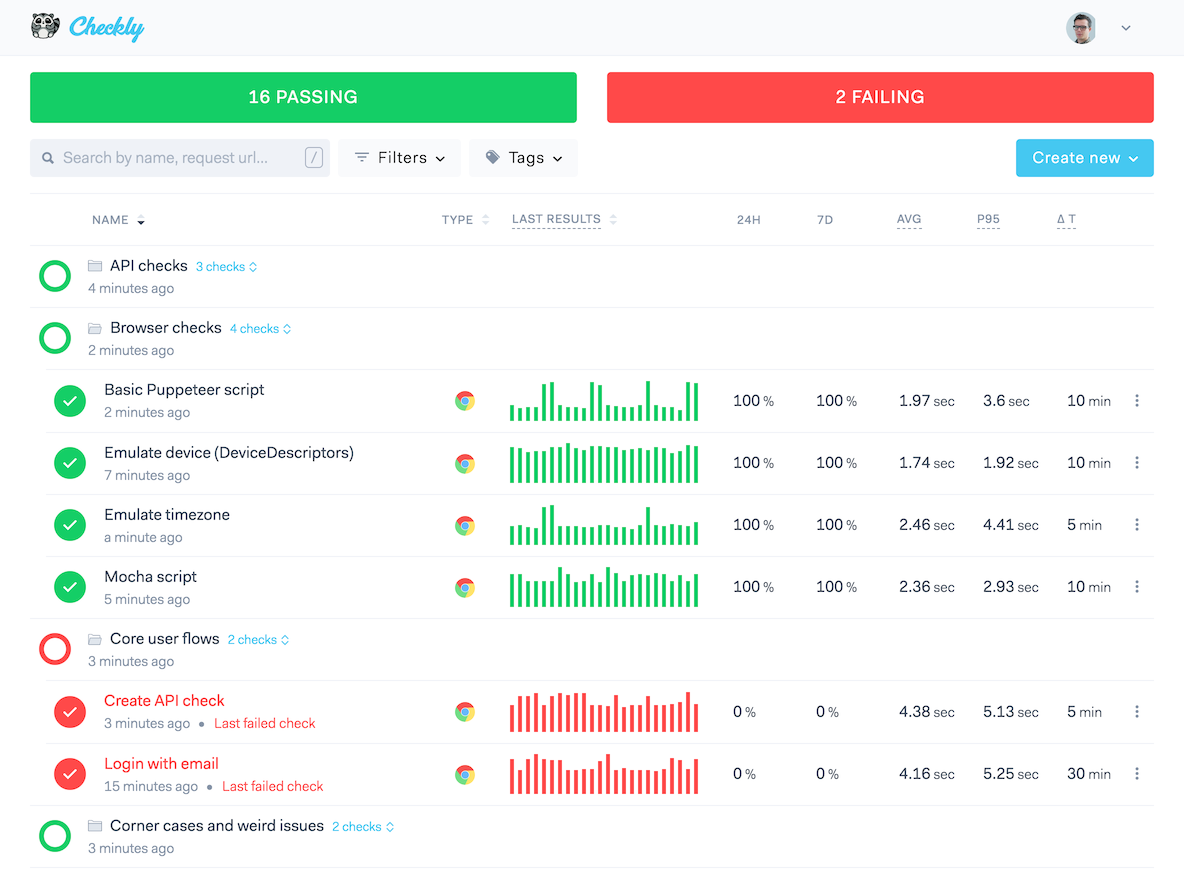 Checkly
16 PASSING 2 FAILING
Search by name, request url... / Filters Tags Create new
NAME TYPE LAST RESULTS 24H 7D AVG P95 Δ T
API checks 3 checks
4 minutes ago
Browser checks 4 checks
2 minutes ago
Basic Puppeteer script 100 % 100 % 1.97 sec 3.6 sec 10 min
2 minutes ago
Emulate device (DeviceDescriptors) 100 % 100 % 1.74 sec 1.92 sec 10 min
7 minutes ago
Emulate timezone 100 % 100 % 2.46 sec 4.41 sec 5 min
a minute ago
Mocha script 100 % 100 % 2.36 sec 2.93 sec 10 min
5 minutes ago
Core user flows 2 checks
3 minutes ago
Create API check 0 % 0 % 4.38 sec 5.13 sec 5 min
3 minutes ago • Last failed check
Login with email 0 % 0 % 4.16 sec 5.25 sec 30 min
15 minutes ago • Last failed check
Corner cases and weird issues 2 checks
3 minutes ago